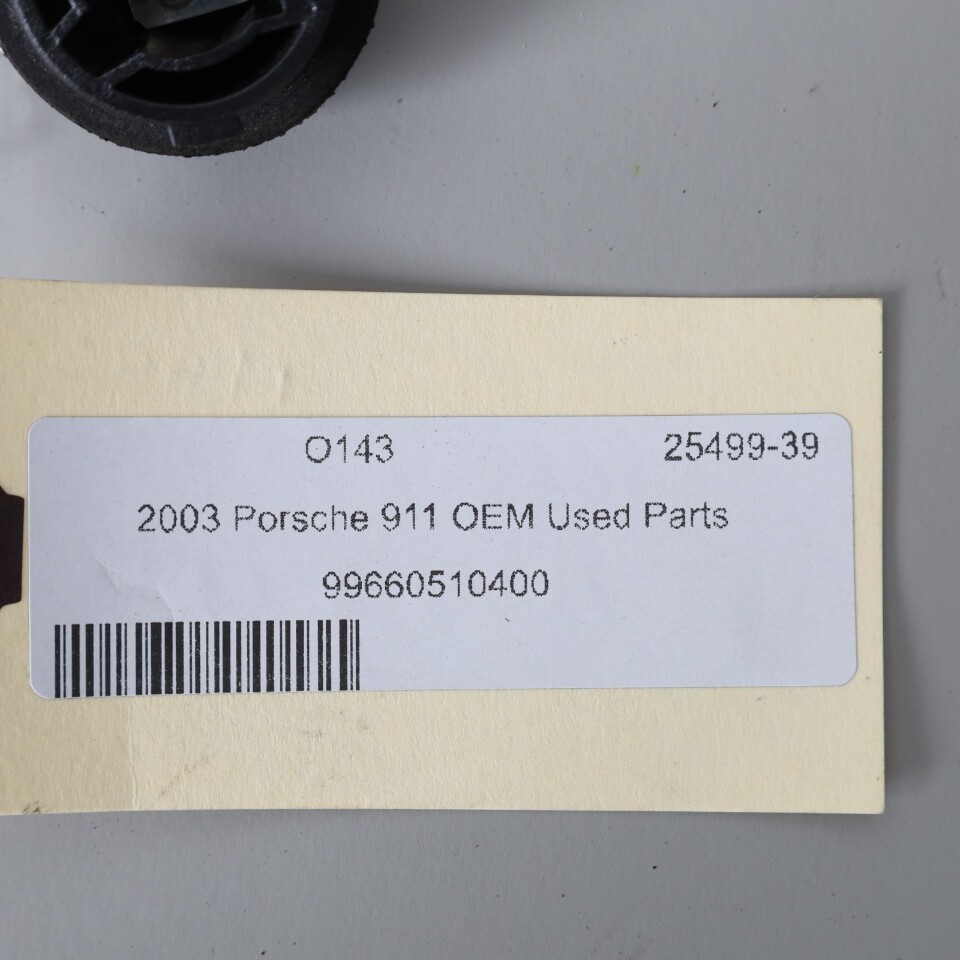 O143 25499-39
2003 Porsche 911 OEM Used Parts
99660510400